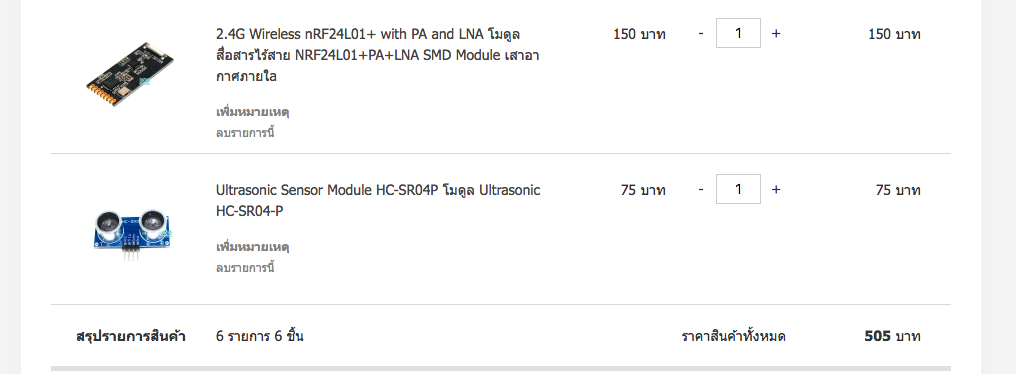 2.4G Wireless nRF24L01+ with PA and LNA โมดูล
สื่อสารไร้สาย NRF24L01+PA+LNA SMD Module เสาอา
กาศภายใล
150 บาท
- 1 +
150 บาท
เพิ่มหมายเหตุ
ลบรายการนี้
Ultrasonic Sensor Module HC-SR04P โมดูล Ultrasonic
HC-SR04-P
75 บาท
- 1 +
75 บาท
เพิ่มหมายเหตุ
ลบรายการนี้
สรุปรายการสินค้า
6 รายการ 6 ชิ้น
ราคาสินค้าทั้งหมด
505 บาท